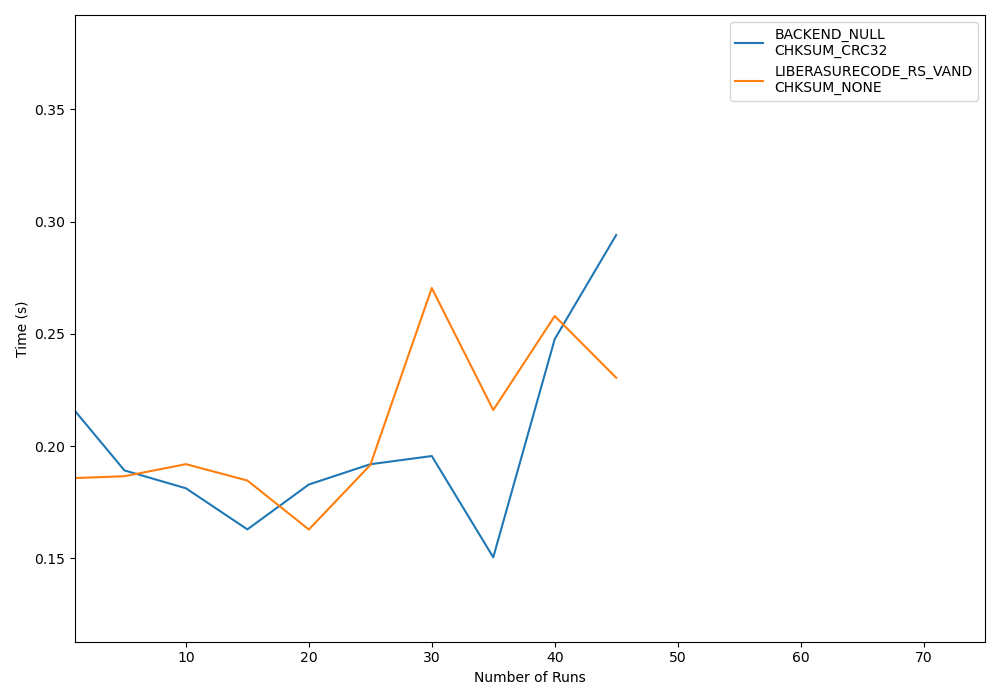 BACKEND_NULL
CHKSUM_CRC32
LIBERASURECODE_RS_VAND
CHKSUM_NONE
0.35
0.30
0.25
0.20
0.15
Time (s)
10 20 30 40 50 60 70
Number of Runs